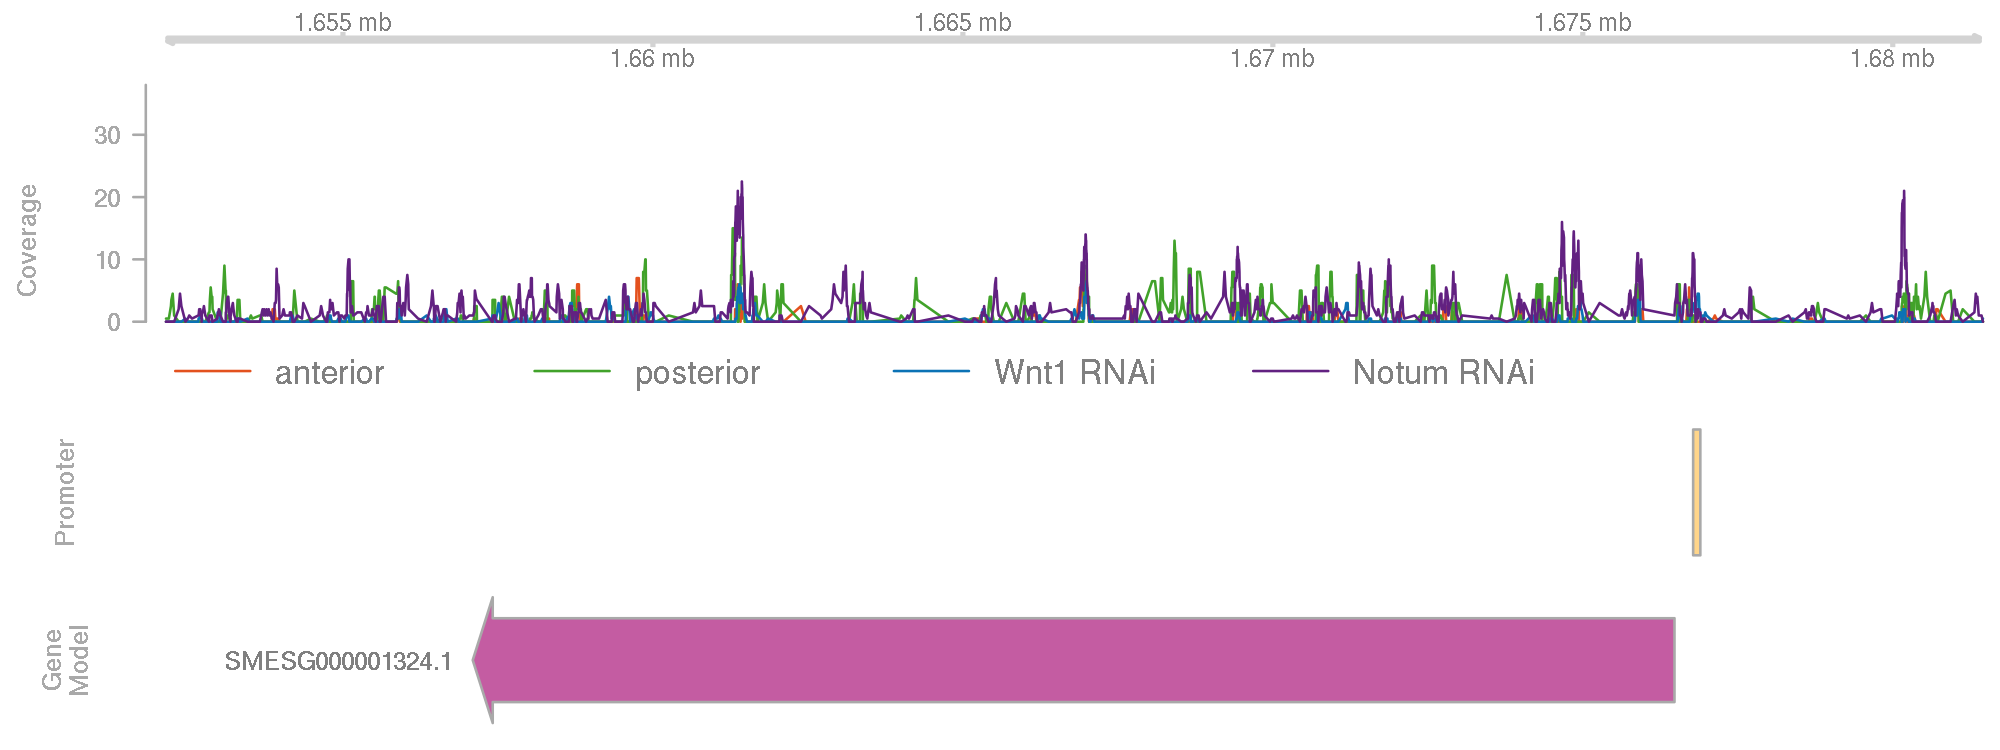 1.655 mb
1.665 mb
1.675 mb
1.66 mb
1.67 mb
1.68 mb
Coverage
30
20
10
0
anterior
posterior
Wnt1 RNAi
Notum RNAi
Promoter
Gene
Model
SMESG000001324.1